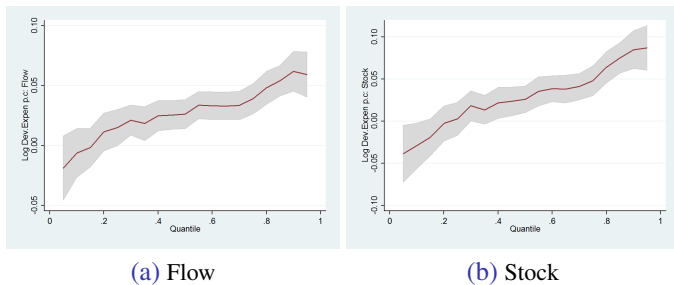 Log Dev.Expen p.c: Flow
0.10
0.05
0.00
-0.05
0 .2 .4 .6 .8 1
Quantile
(a) Flow
Log Dev.Expen p.c: Stock
0.10
0.05
0.00
-0.05
-0.10
0 .2 .4 .6 .8 1
Quantile
(b) Stock